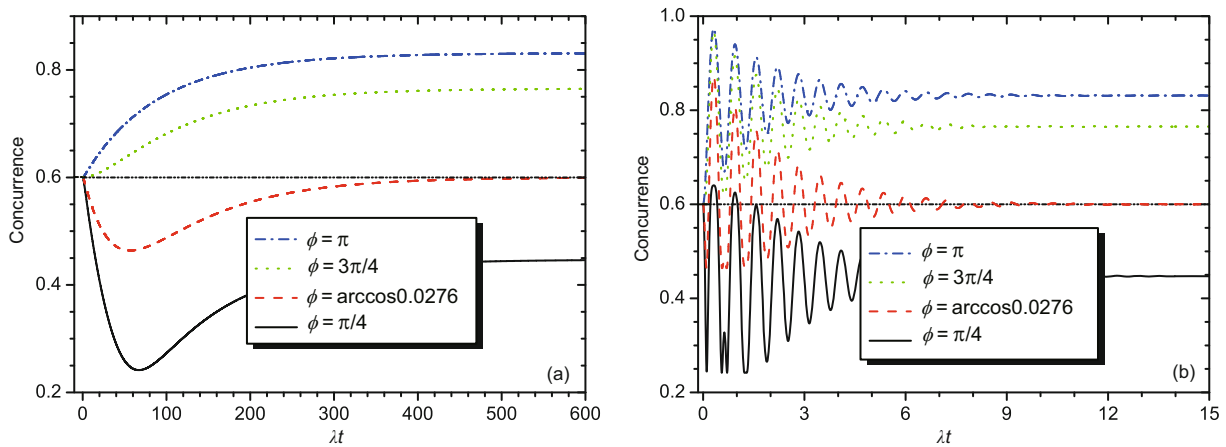 Concurrence
0.8
0.6
0.4
0.2
0
100
200
300
400
500
600
λt
ϕ = π
ϕ = 3π/4
ϕ = arccos0.0276
ϕ = π/4
(a)
Concurrence
1.0
0.8
0.6
0.4
0.2
0
3
6
9
12
15
λt
ϕ = π
ϕ = 3π/4
ϕ = arccos0.0276
ϕ = π/4
(b)